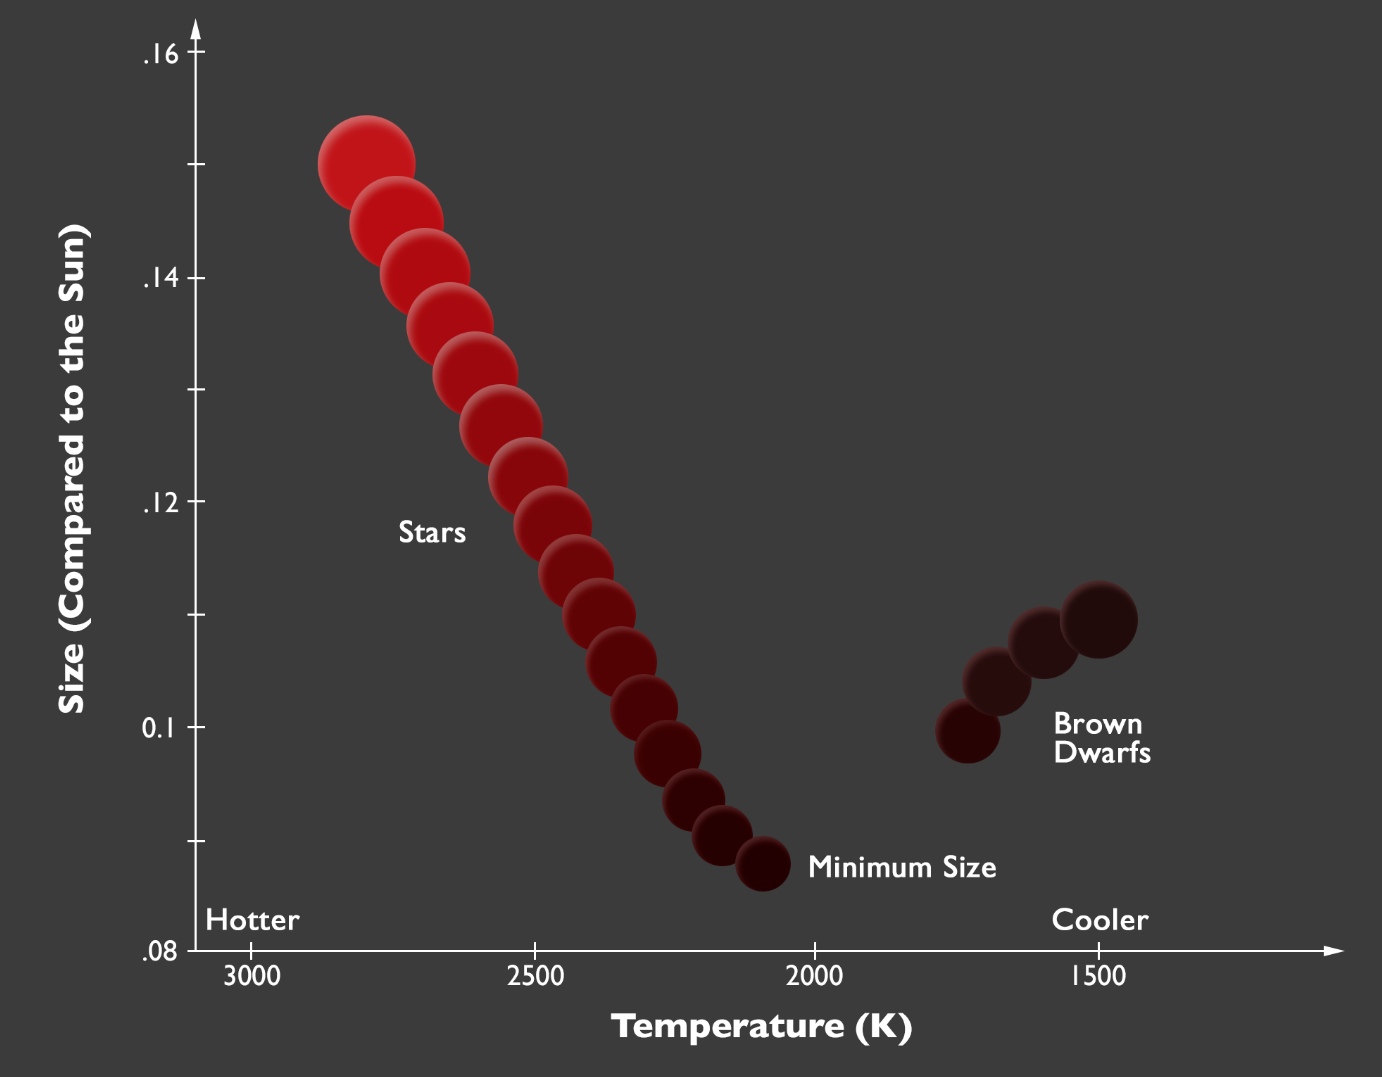 .16
.14
.12
0.1
.08
Size (Compared to the Sun)
Stars
Brown
Dwarfs
Minimum Size
Hotter
Cooler
3000
2500
2000
1500
Temperature (K)